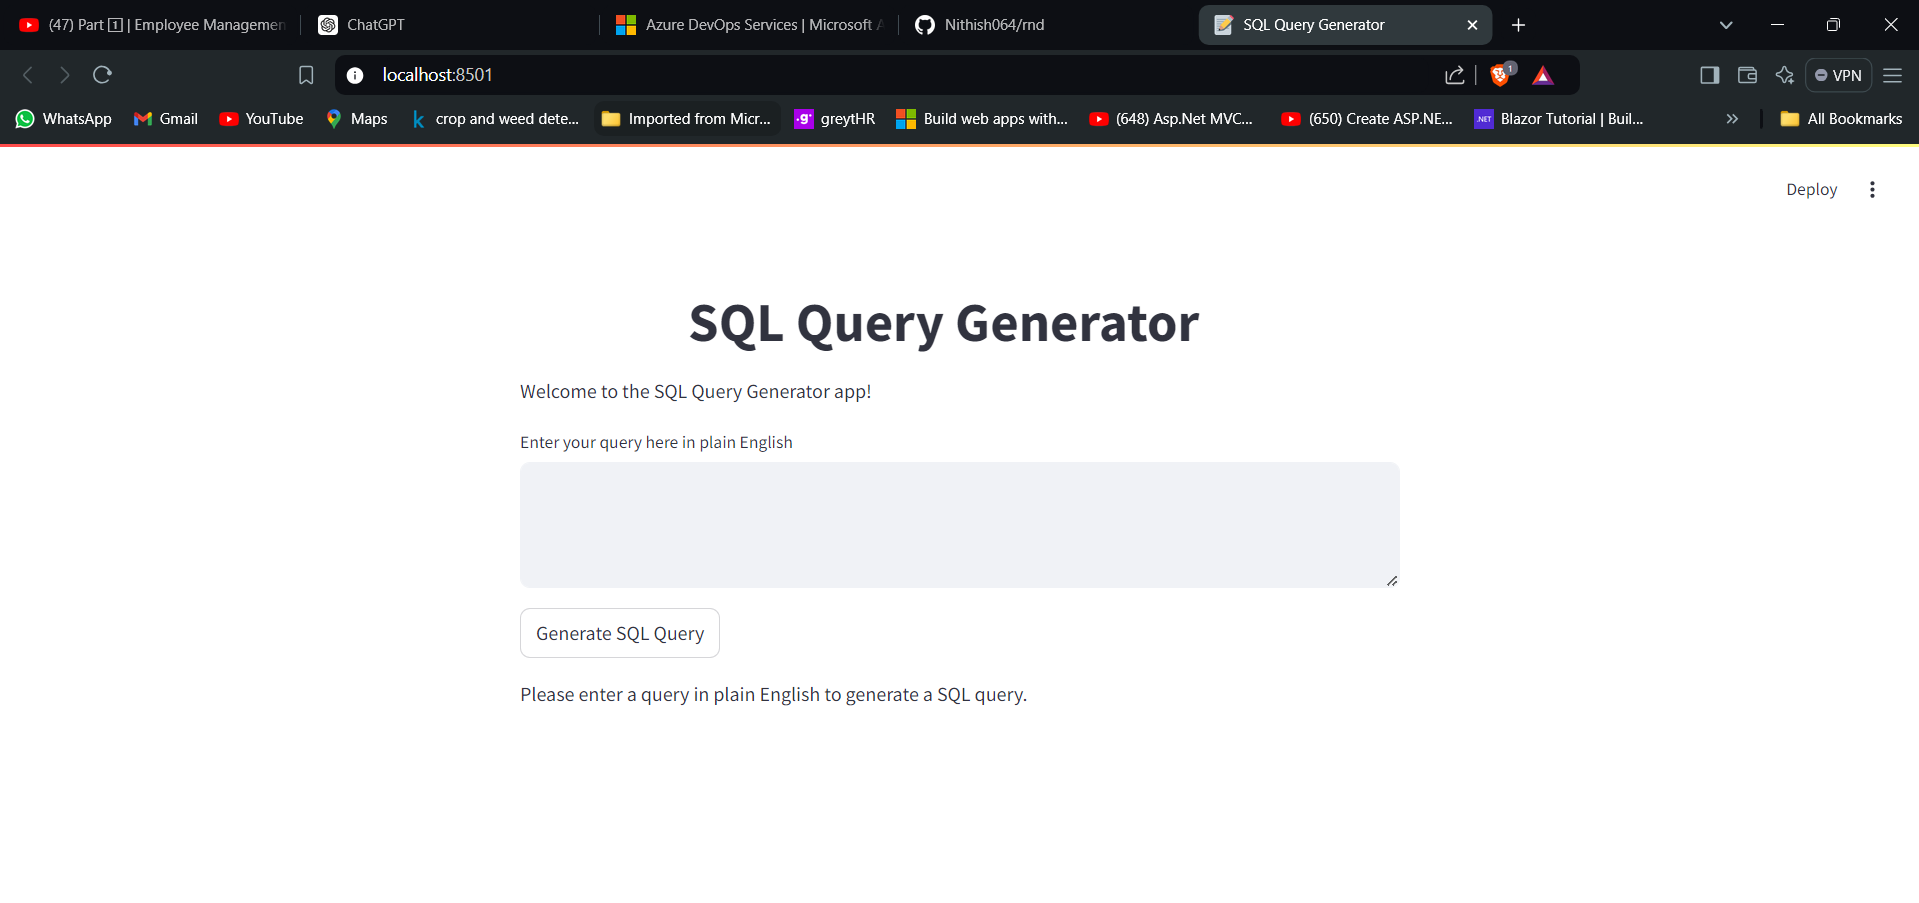 (47) Part 1 | Employee Managemen
ChatGPT
Azure DevOps Services | Microsoft A
Nithish064/rnd
SQL Query Generator
localhost:8501
1
VPN
WhatsApp
Gmail
YouTube
Maps
k crop and weed dete...
Imported from Micr...
.g' greytHR
Build web apps with...
(648) Asp.Net MVC...
(650) Create ASP.NE...
.NET Blazor Tutorial | Buil...
All Bookmarks
Deploy
SQL Query Generator
Welcome to the SQL Query Generator app!
Enter your query here in plain English
Generate SQL Query
Please enter a query in plain English to generate a SQL query.